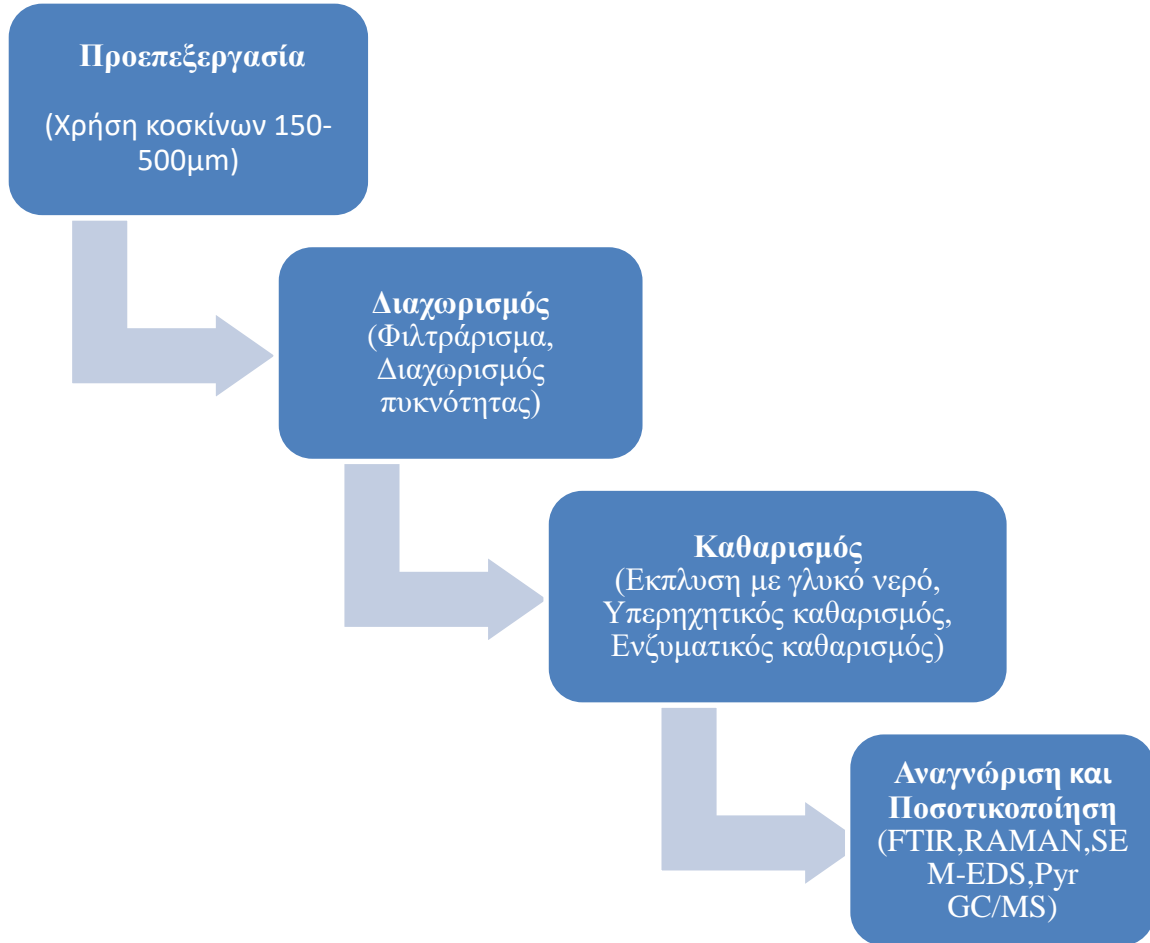 Προεπεξεργασία
(Χρήση κοσκίνων 150-
500μm)
Διαχωρισμός
(Φιλτράρισμα,
Διαχωρισμός
πυκνότητας)
Καθαρισμός
(Εκπλυση με γλυκό νερό,
Υπερηχητικός καθαρισμός,
Ενζυματικός καθαρισμός)
Αναγνώριση και
Ποσοτικοποίηση
(FTIR,RAMAN,SE
M-EDS,Pyr
GC/MS)